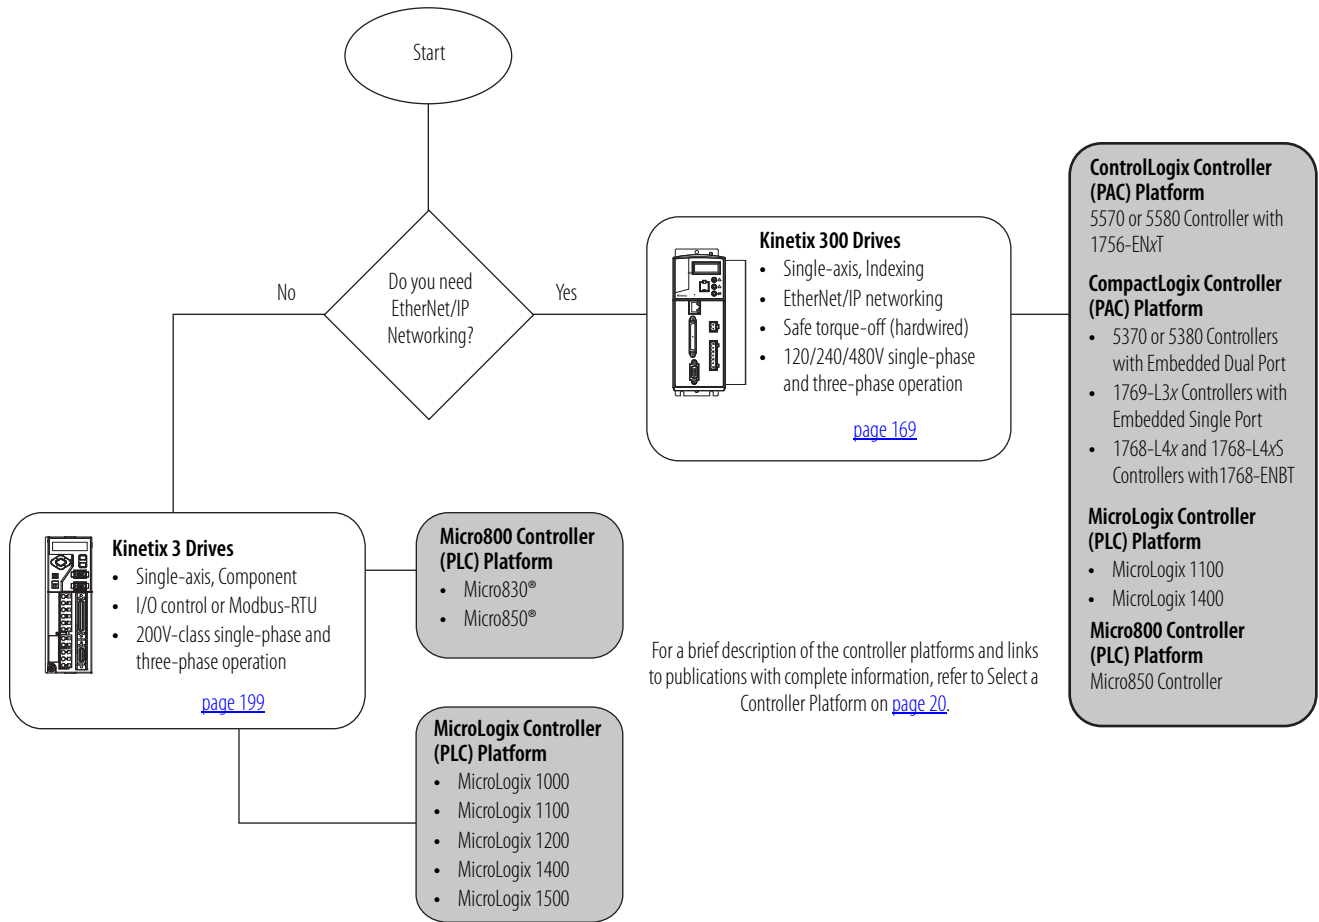 Start
Do you need
EtherNet/IP
Networking?
No
Yes
Kinetix 300 Drives
• Single-axis, Indexing
• EtherNet/IP networking
• Safe torque-off (hardwired)
• 120/240/480V single-phase
and three-phase operation
page 169
ControlLogix Controller
(PAC) Platform
5570 or 5580 Controller with
1756-ENxT
CompactLogix Controller
(PAC) Platform
• 5370 or 5380 Controllers
with Embedded Dual Port
• 1769-L3x Controllers with
Embedded Single Port
• 1768-L4x and 1768-L4xS
Controllers with1768-ENBT
MicroLogix Controller
(PLC) Platform
• MicroLogix 1100
• MicroLogix 1400
Micro800 Controller
(PLC) Platform
Micro850 Controller
Kinetix 3 Drives
• Single-axis, Component
• I/O control or Modbus-RTU
• 200V-class single-phase and
three-phase operation
page 199
Micro800 Controller
(PLC) Platform
• Micro830®
• Micro850®
For a brief description of the controller platforms and links
to publications with complete information, refer to Select a
Controller Platform on page 20.
MicroLogix Controller
(PLC) Platform
• MicroLogix 1000
• MicroLogix 1100
• MicroLogix 1200
• MicroLogix 1400
• MicroLogix 1500